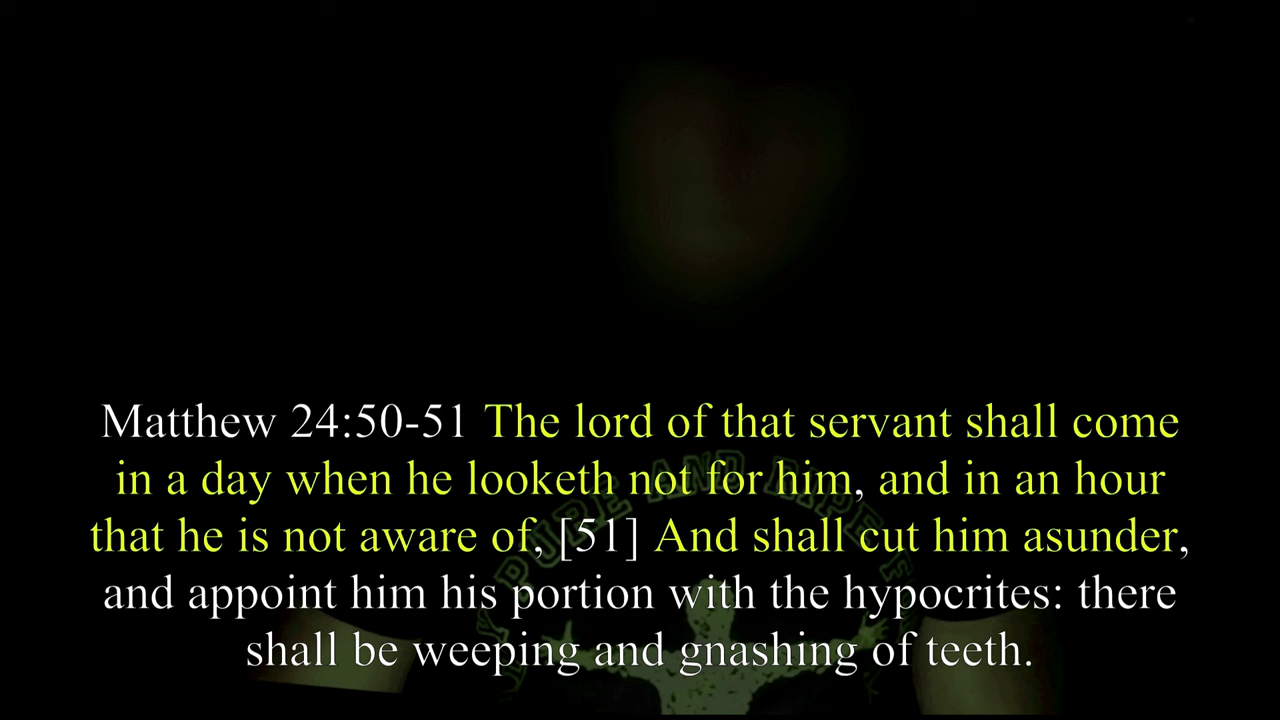 Matthew 24:50-51 The lord of that servant shall come
in a day when he looketh not for him, and in an hour
that he is not aware of, [51] And shall cut him asunder,
and appoint him his portion with the hypocrites: there
shall be weeping and gnashing of teeth.
PURE AND